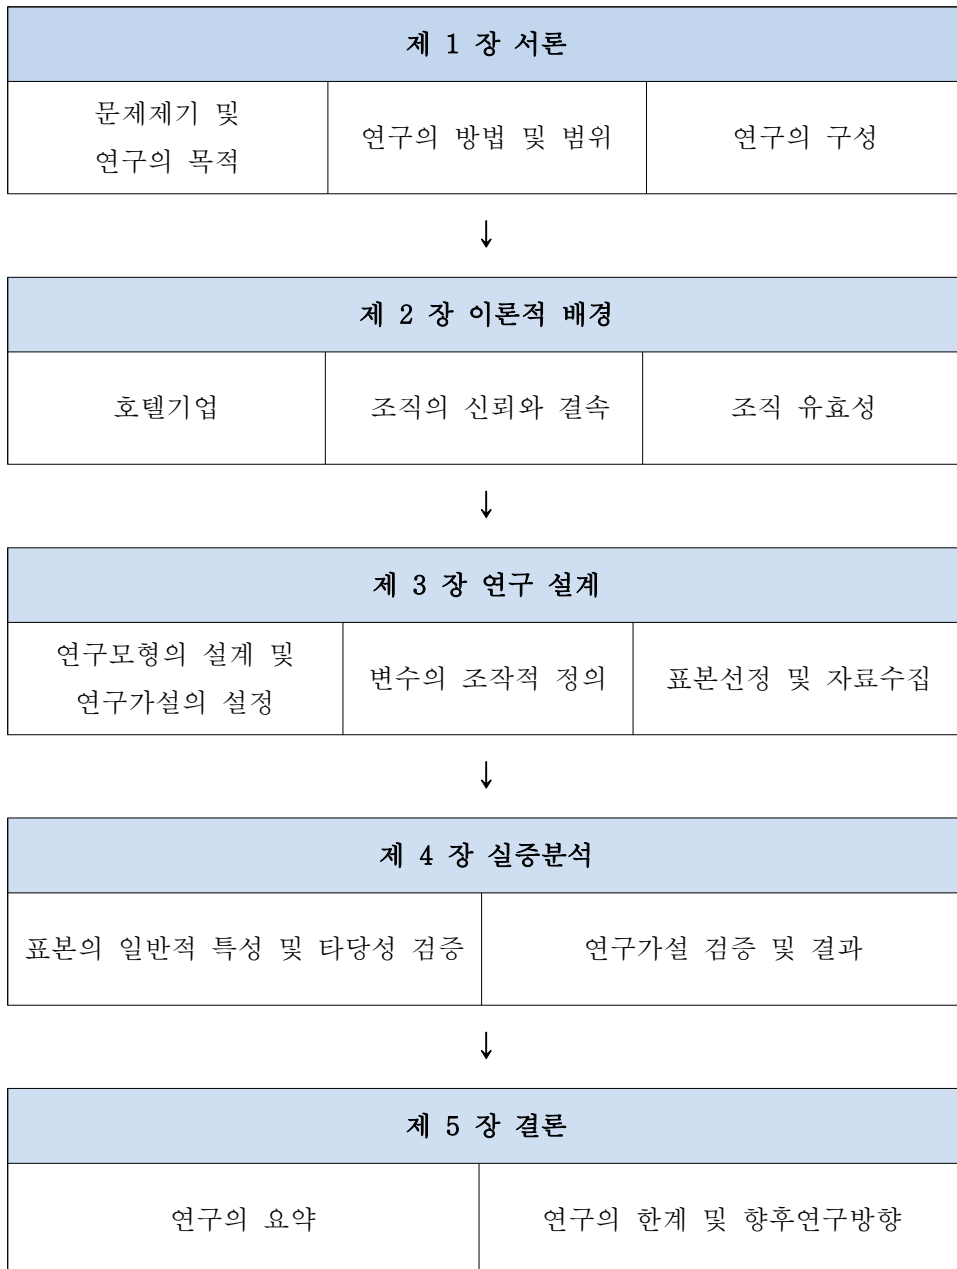 제 1 장 서론
문제제기 및
연구의 목적
연구의 방법 및 범위
연구의 구성
↓
제 2 장 이론적 배경
호텔기업
조직의 신뢰와 결속
조직 유효성
↓
제 3 장 연구 설계
연구모형의 설계 및
연구가설의 설정
변수의 조작적 정의
표본선정 및 자료수집
↓
제 4 장 실증분석
표본의 일반적 특성 및 타당성 검증
연구가설 검증 및 결과
↓
제 5 장 결론
연구의 요약
연구의 한계 및 향후연구방향